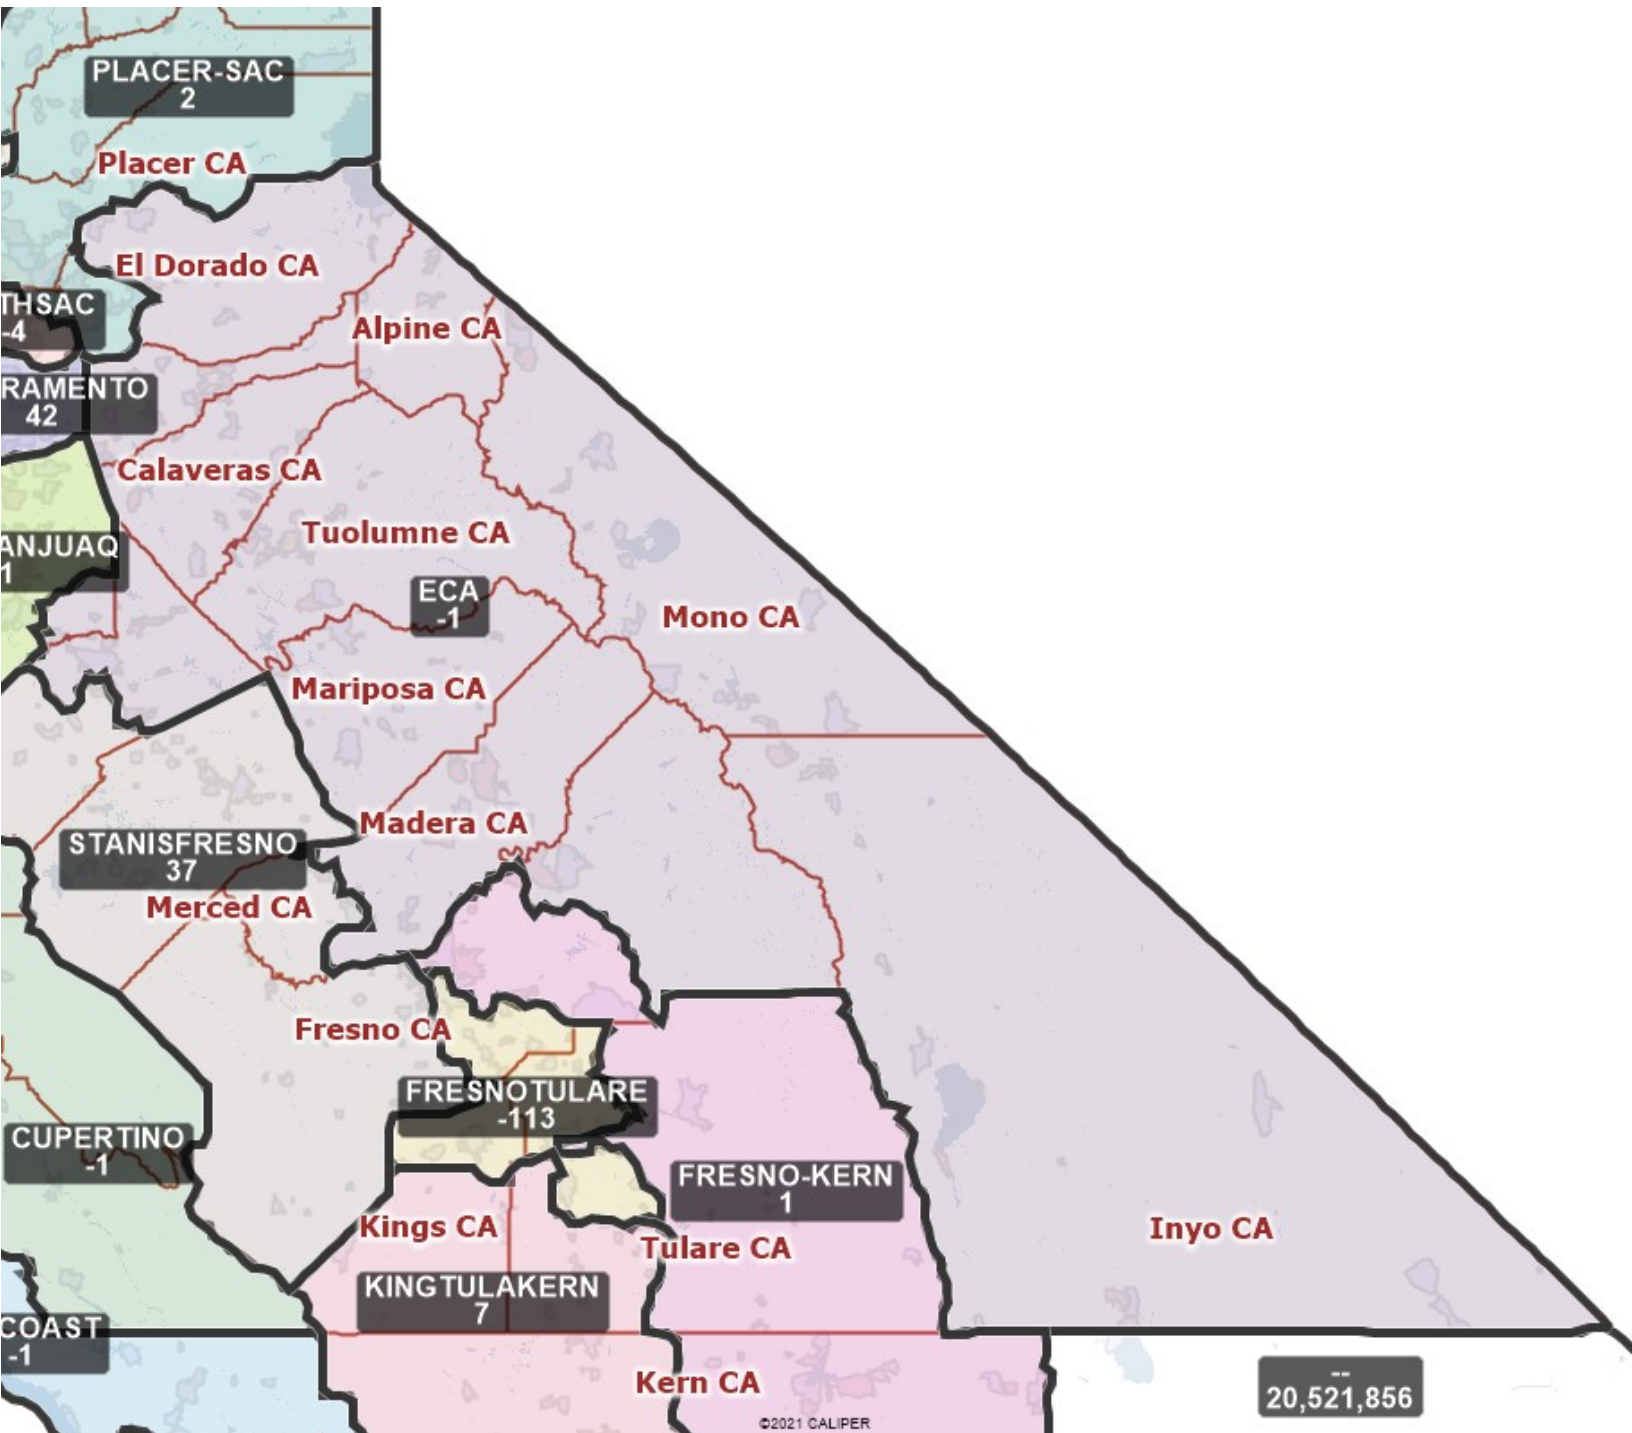 PLACER-SAC
2
Placer CA
El Dorado CA
THSAC
-4
Alpine CA
RAMENTO
42
Calaveras CA
Tuolumne CA
ANJUAQ
1
ECA
-1
Mono CA
Mariposa CA
Madera CA
STANISFRESNO
37
Merced CA
Fresno CA
FRESNOTULARE
-113
CUPERTINO
-1
FRESNO-KERN
1
Kings CA
Tulare CA
Inyo CA
KINGTULAKERN
7
COAST
-1
Kern CA
--
20,521,856
©2021 CALIPER